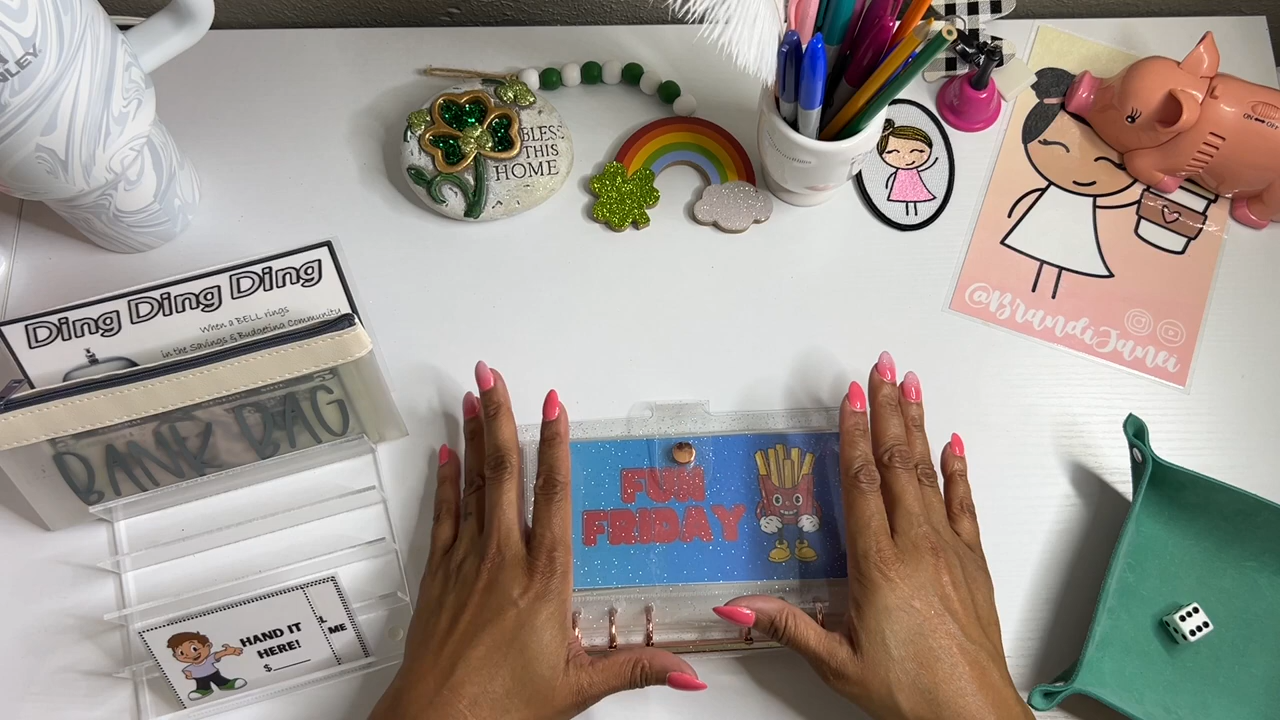 BLESS
THIS
HOME
Ding Ding Ding
When a BELL rings
in the Savings & Budgeting Community
BANK BAG
FUN
FRIDAY
@BrandiJanei
HAND IT
HERE!
$
ME
ON